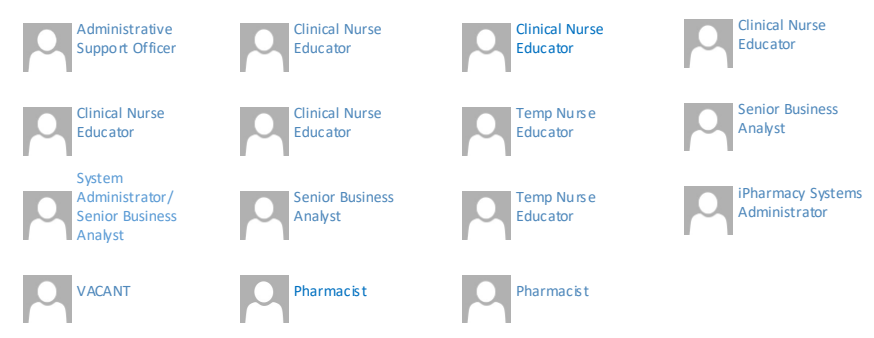 Administrative
Support Officer
Clinical Nurse
Educator
Clinical Nurse
Educator
Clinical Nurse
Educator
Clinical Nurse
Educator
Clinical Nurse
Educator
Temp Nurse
Educator
Senior Business
Analyst
System
Administrator/
Senior Business
Analyst
Senior Business
Analyst
Temp Nurse
Educator
iPharmacy Systems
Administrator
VACANT
Pharmacist
Pharmacist